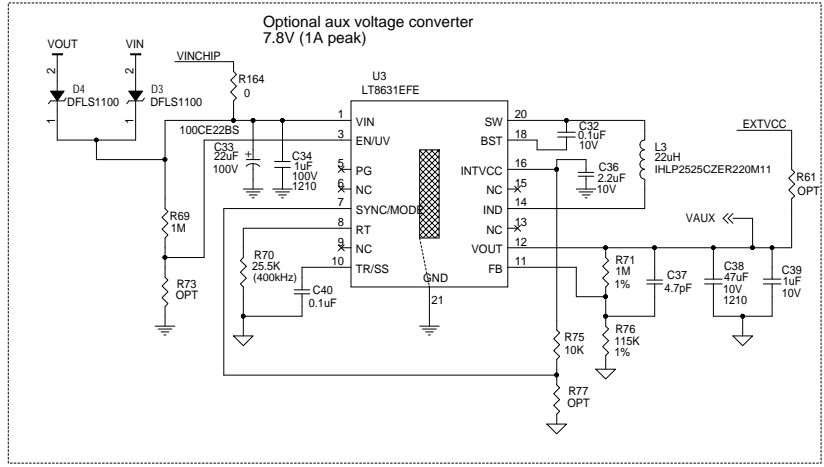 Optional aux voltage converter
7.8V (1A peak)
VOUT
VIN
VINCHIP
2
2
D4
DFLS1100
D3
DFLS1100
1
1
R164
0
U3
LT8631EFE
100CE22BS
C33
22uF
100V
+
C34
1uF
100V
1210
1
VIN
3
EN/UV
5
PG
6
NC
7
SYNC/MODE
8
RT
9
NC
10
TR/SS
SW
20
BST
18
INTVCC
16
NC
15
IND
14
NC
13
VOUT
12
FB
11
GND
21
R69
1M
R73
OPT
R70
25.5K
(400kHz)
C40
0.1uF
C32
0.1uF
10V
L3
22uH
IHLP2525CZER220M11
C36
2.2uF
10V
EXTVCC
R61
OPT
VAUX
R71
1M
1%
C37
4.7pF
C38
47uF
10V
1210
C39
1uF
10V
R75
10K
R76
115K
1%
R77
OPT